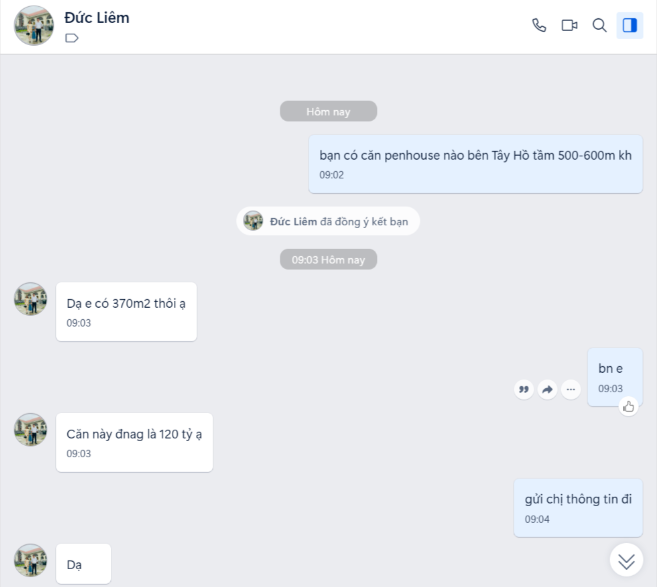 Đức Liêm
Hôm nay
bạn có căn penhouse nào bên Tây Hồ tầm 500-600m kh
09:02
Đức Liêm đã đồng ý kết bạn
09:03 Hôm nay
Dạ e có 370m2 thôi ạ
09:03
bn e
09:03
Căn này đnag là 120 tỷ ạ
09:03
gửi chị thông tin đi
09:04
Dạ